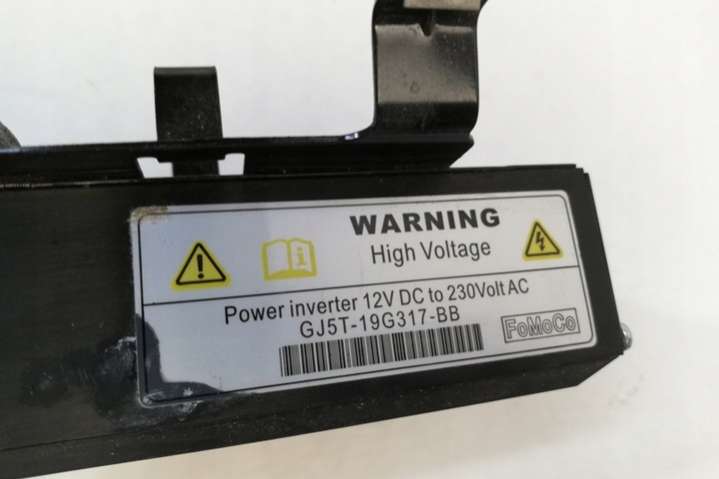 WARNING
High Voltage
Power inverter 12V DC to 230Volt AC
GJ5T-19G317-BB
FoMoCo